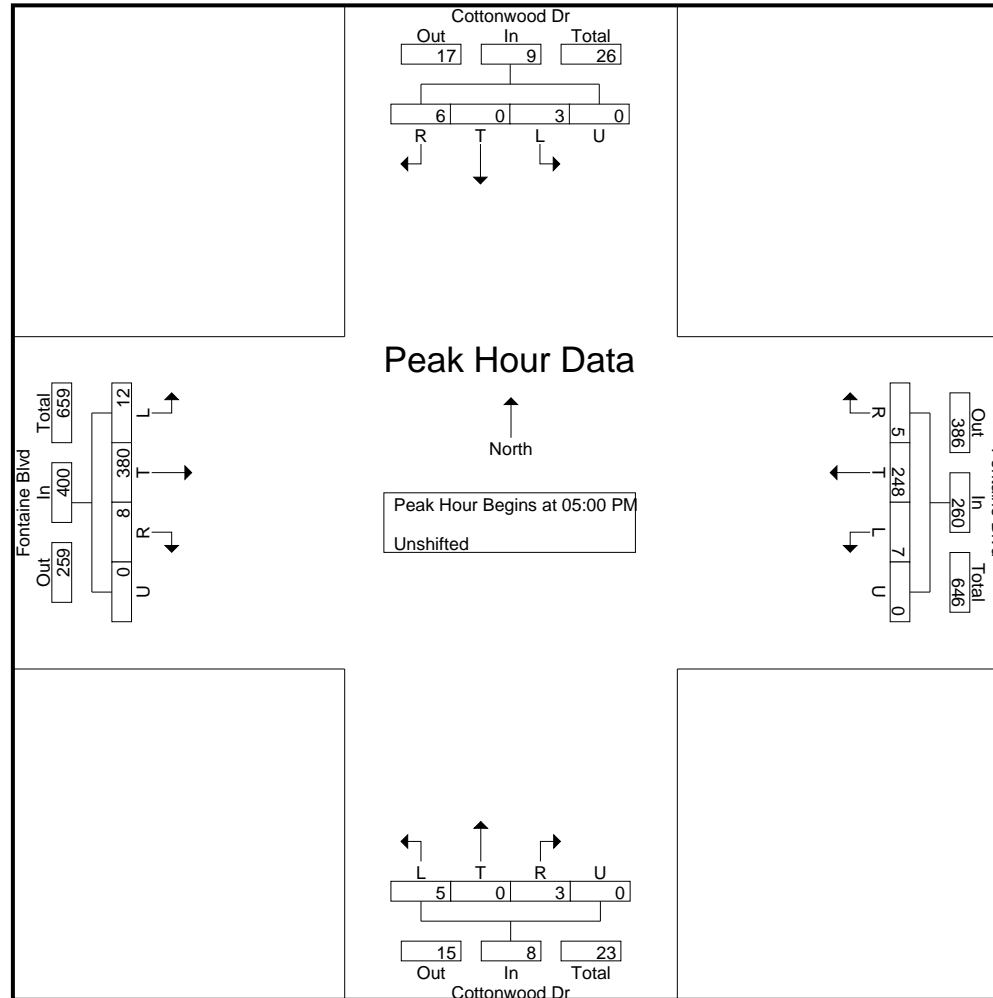 Cottonwood Dr
Out In Total
17 9 26
6 0 3 0
R T L U
Peak Hour Data
North
Peak Hour Begins at 05:00 PM
Unshifted
Fontaine Blvd
Total In Out
659 400 259
12 380 8 0
L T R U
R T L U
5 248 7 0
Out In Total
386 260 646
L T R U
5 0 3 0
15 8 23
Out In Total
Cottonwood Dr